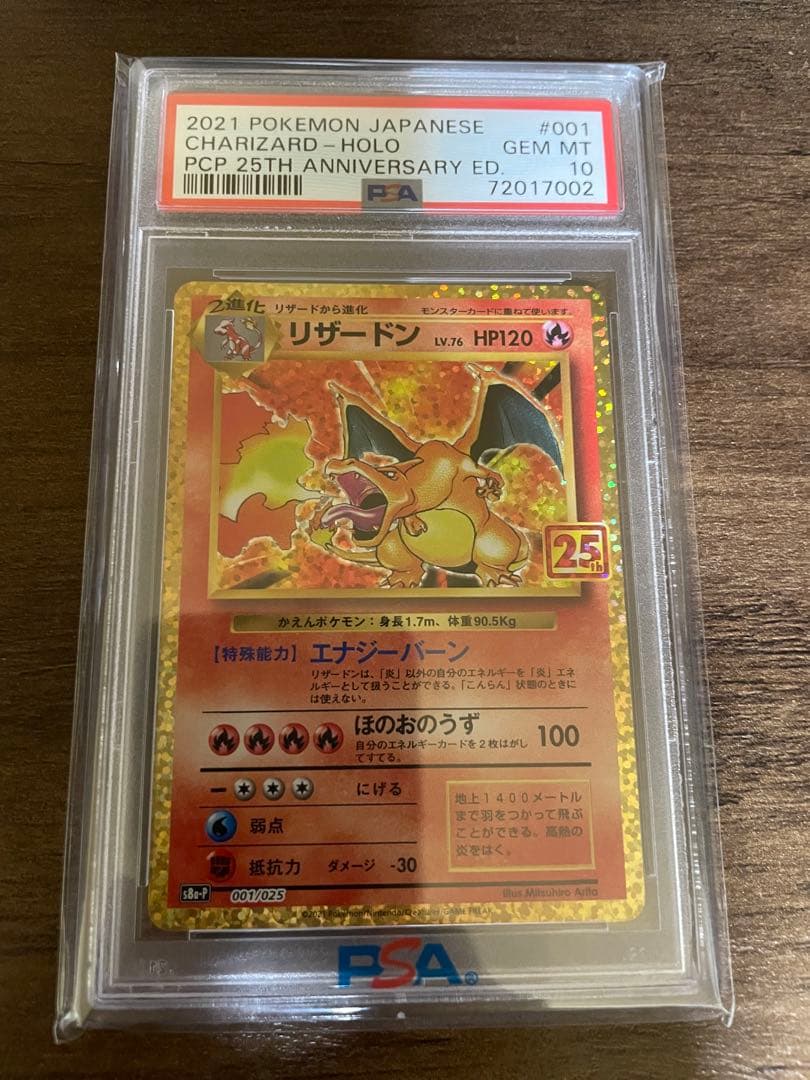 2021 POKEMON JAPANESE #001
CHARIZARD-HOLO GEM MT
PCP 25TH ANNIVERSARY ED. 10
72017002
PSA
2進化 リザードから進化 モンスターカードに重ねて使います。
リザードン LV.76 HP120
25th
かえんポケモン：身長1.7m、体重90.5Kg
【特殊能力】エナジーバーン
リザードンは、「炎」以外の自分のエネルギーを「炎」エネ
ルギーとして扱うことができる。「こんらん」状態のときに
は使えない。
ほのおのうず 100
自分のエネルギーカードを2枚はがし
てすてる。
にげる
弱点
抵抗力 ダメージ -30
地上1400メートル
まで羽をつかって飛ぶ
ことができる。高熱の
炎をはく。
s8a-P 001/025 Illus.Mitsuhiro Arita
©2021 Pokémon/Nintendo/Creatures/GAME FREAK
PSA®